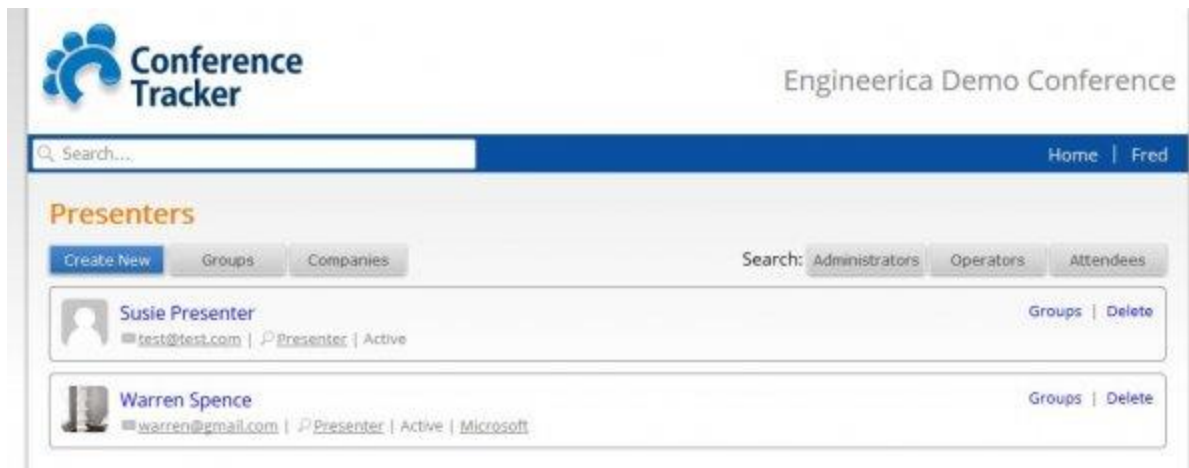 Conference
Tracker
Engineerica Demo Conference
Search... Home | Fred
Presenters
Create New Groups Companies Search: Administrators Operators Attendees
Susie Presenter Groups | Delete
test@test.com | Presenter | Active
Warren Spence Groups | Delete
warren@gmail.com | Presenter | Active | Microsoft